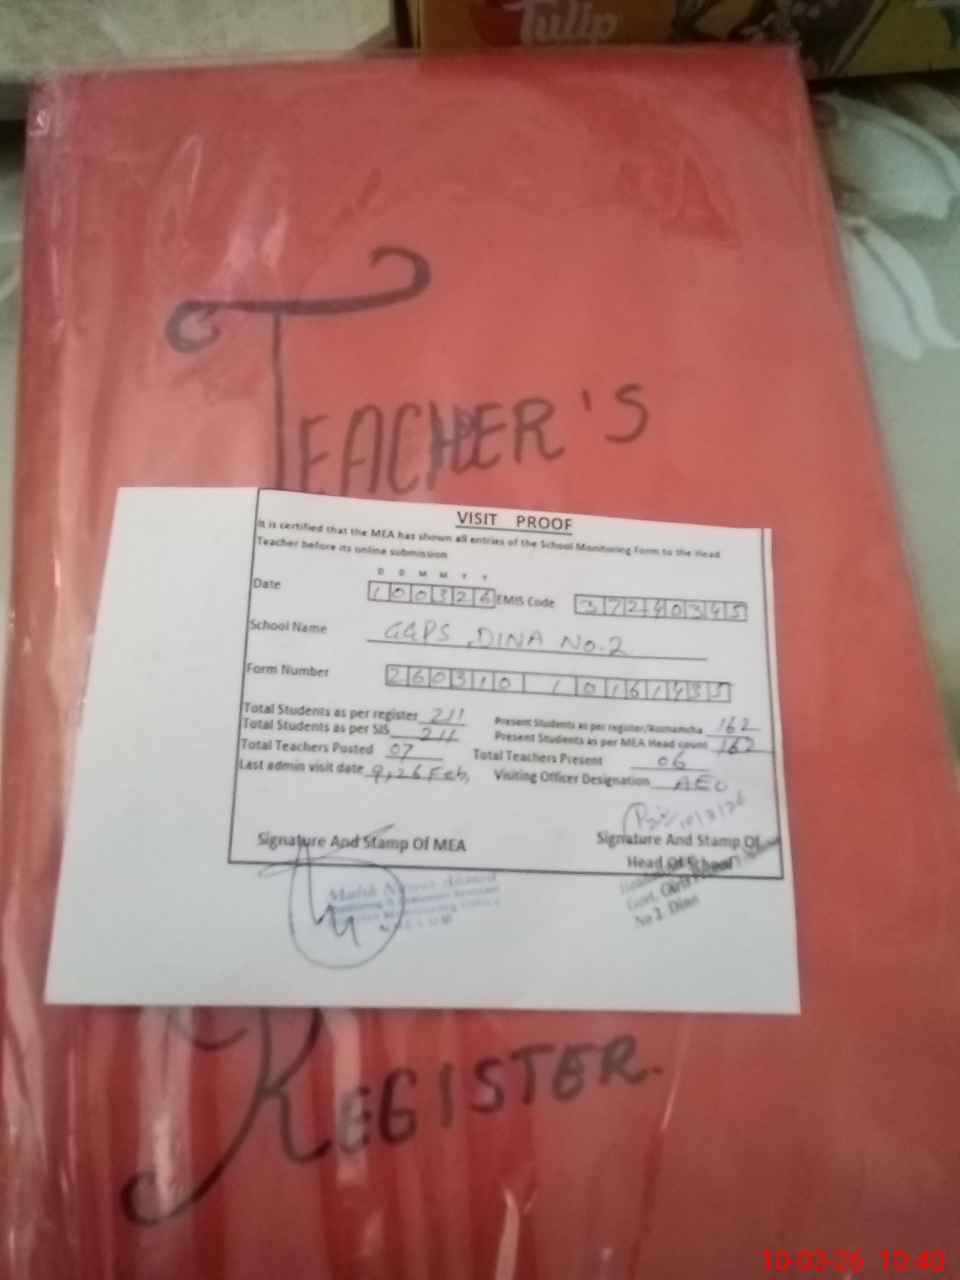 Tulip
TEACHER'S
VISIT PROOF
It is certified that the MEA has shown all entries of the School Monitoring Form to the Head
Teacher before its online submission
D D M M Y Y
Date 100326 EMIS Code 37240345
School Name GGPS, DINA No.2
Form Number
Total Students as per register 211 Present Students as per register/Roznamcha 162
Total Students as per SIS 211 Present Students as per MEA Head count 162
Total Teachers Posted 07 Total Teachers Present 06
Last admin visit date 9,26 Feb, Visiting Officer Designation AEO
10/3/26
Signature And Stamp Of MEA Signature And Stamp Of
Head Of School
Govt. Girls
No 2 Dina
REGISTER.
10-03-26 10:40